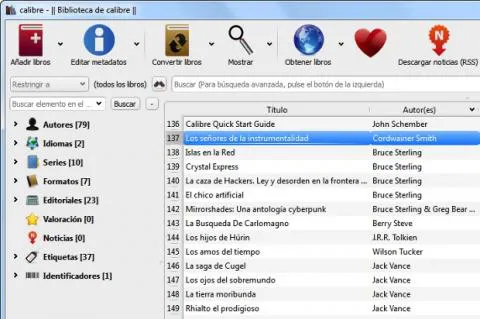 calibre - || Biblioteca de calibre ||
Añadir libros
Editar metadatos
Convertir libros
Mostrar
Obtener libros
Descargar noticias (RSS)
Restringir a
(todos los libros)
Buscar (Para búsqueda avanzada, pulse el botón de la izquierda)
Buscar elemento en el ...
Buscar
-
Autores [79]
Idiomas [2]
Series [10]
Formatos [7]
Editoriales [23]
Valoración [0]
Noticias [0]
Etiquetas [37]
Identificadores [1]
Título Autor(es)
136 Calibre Quick Start Guide John Schember
137 Los señores de la instrumentalidad Cordwainer Smith
138 Islas en la Red Bruce Sterling
139 Crystal Express Bruce Sterling
140 La caza de Hackers. Ley y desorden en la frontera ... Bruce Sterling
141 El chico artificial Bruce Sterling
142 Mirrorshades: Una antología cyberpunk Bruce Sterling & Greg Bear ...
143 La Busqueda De Carlomagno Berry Steve
144 Los hijos de Húrin J.R.R. Tolkien
145 Los amos del tiempo Wilson Tucker
146 La saga de Cugel Jack Vance
147 Los ojos del sobremundo Jack Vance
148 La tierra moribunda Jack Vance
149 Rhialto el prodigioso Jack Vance